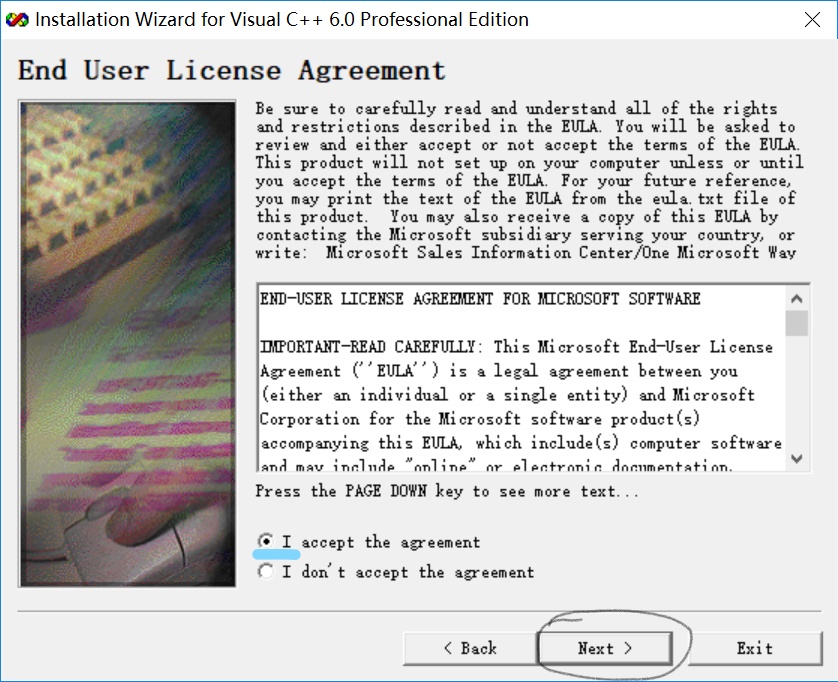 Installation Wizard for Visual C++ 6.0 Professional Edition
End User License Agreement
Be sure to carefully read and understand all of the rights
and restrictions described in the EULA. You will be asked to
review and either accept or not accept the terms of the EULA.
This product will not set up on your computer unless or until
you accept the terms of the EULA. For your future reference,
you may print the text of the EULA from the eula.txt file of
this product.  You may also receive a copy of this EULA by
contacting the Microsoft subsidiary serving your country, or
write:  Microsoft Sales Information Center/One Microsoft Way
END-USER LICENSE AGREEMENT FOR MICROSOFT SOFTWARE
IMPORTANT-READ CAREFULLY: This Microsoft End-User License
Agreement (''EULA'') is a legal agreement between you
(either an individual or a single entity) and Microsoft
Corporation for the Microsoft software product(s)
accompanying this EULA, which include(s) computer software
and may include "online" or electronic documentation.
Press the PAGE DOWN key to see more text...
I accept the agreement
I don't accept the agreement
< Back
Next >
Exit